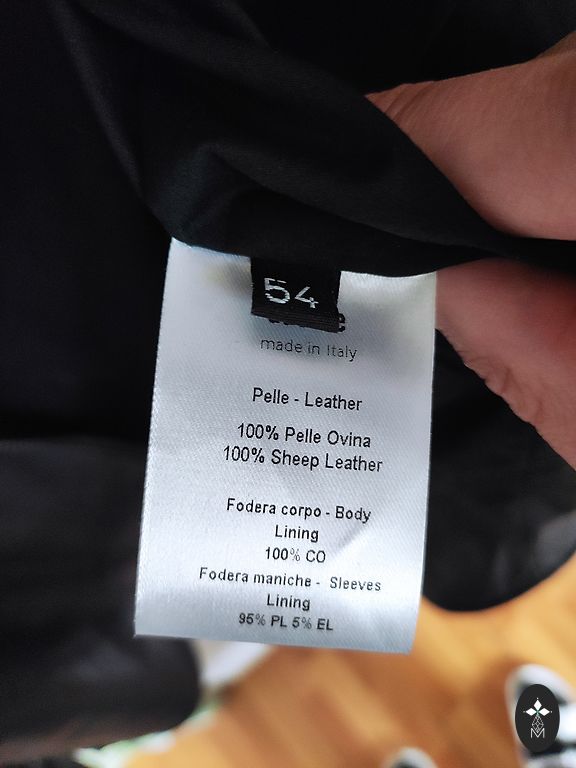 54
made in Italy
Pelle - Leather
100% Pelle Ovina
100% Sheep Leather
Fodera corpo - Body
Lining
100% CO
Fodera maniche - Sleeves
Lining
95% PL 5% EL
M